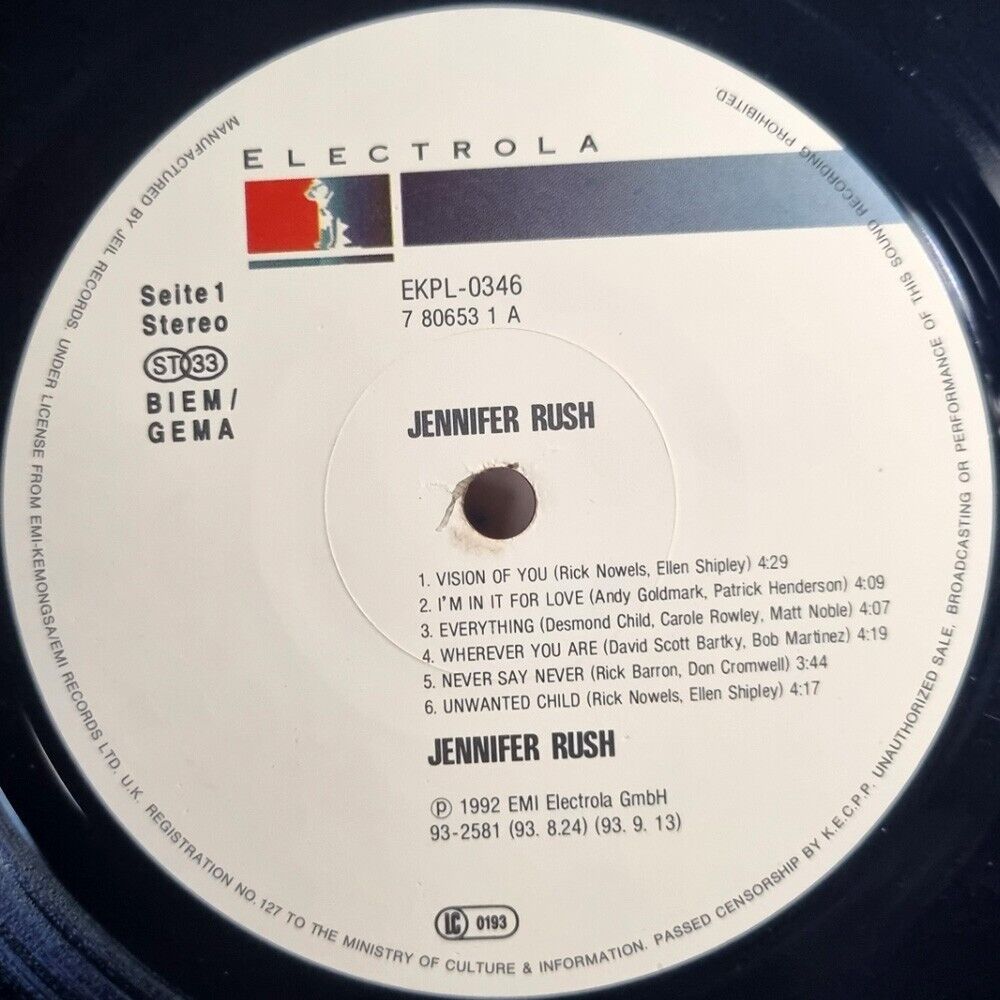 ELECTROLA
Seite 1
Stereo
ST 33
BIEM/
GEMA
EKPL-0346
7 80653 1 A
JENNIFER RUSH
1. VISION OF YOU (Rick Nowels, Ellen Shipley) 4:29
2. I'M IN IT FOR LOVE (Andy Goldmark, Patrick Henderson) 4:09
3. EVERYTHING (Desmond Child, Carole Rowley, Matt Noble) 4:07
4. WHEREVER YOU ARE (David Scott Bartky, Bob Martinez) 4:19
5. NEVER SAY NEVER (Rick Barron, Don Cromwell) 3:44
6. UNWANTED CHILD (Rick Nowels, Ellen Shipley) 4:17
JENNIFER RUSH
℗ 1992 EMI Electrola GmbH
93-2581 (93. 8.24) (93. 9. 13)
LC 0193
MANUFACTURED BY JEIL RECORDS, UNDER LICENSE FROM EMI-KEMONGSA/EMI RECORDS LTD. U.K. REGISTRATION NO. 127 TO THE MINISTRY OF CULTURE & INFORMATION. PASSED CENSORSHIP BY K.E.C.P.P. UNAUTHORIZED SALE, BROADCASTING OR PERFORMANCE OF THIS SOUND RECORDING PROHIBITED.